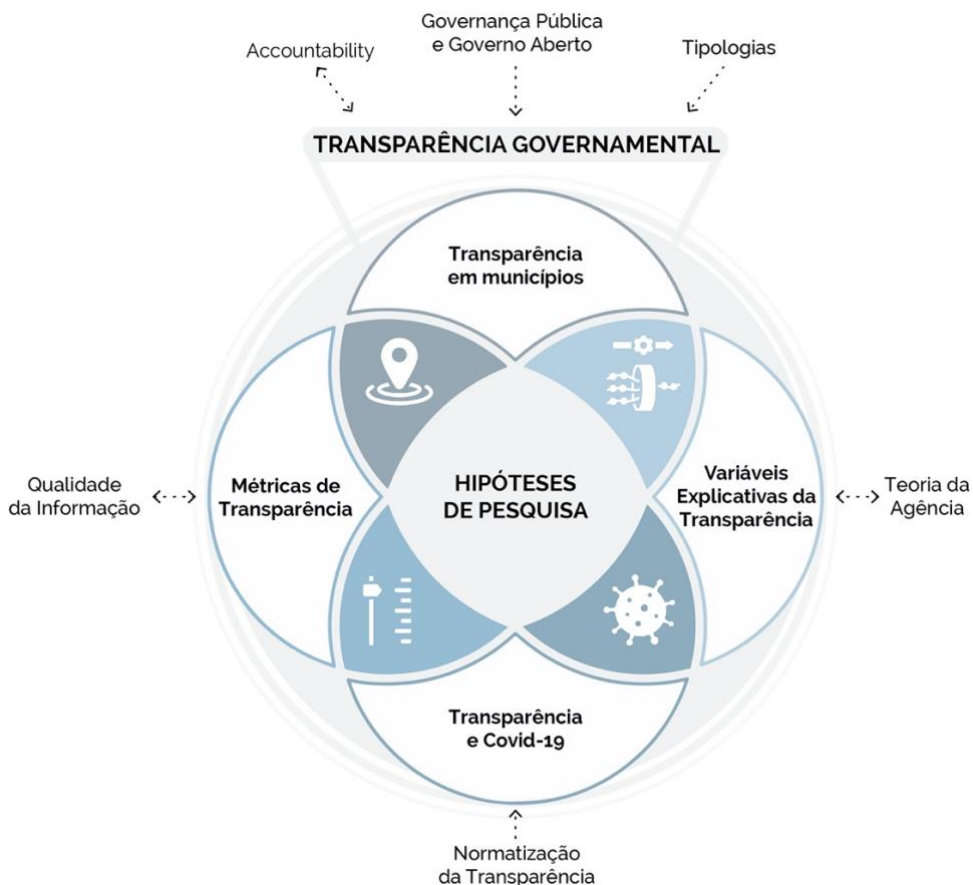 Governança Pública
e Governo Aberto
Accountability
Tipologias
TRANSPARÊNCIA GOVERNAMENTAL
Transparência
em municípios
Qualidade
da Informação
Métricas de
Transparência
HIPÓTESES
DE PESQUISA
Variáveis
Explicativas da
Transparência
Teoria da
Agência
Transparência
e Covid-19
Normatização
da Transparência